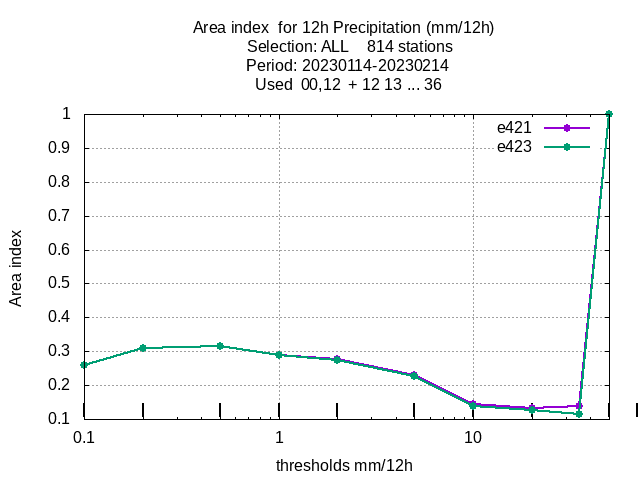 Area index  for 12h Precipitation (mm/12h)
Selection: ALL    814 stations
Period: 20230114-20230214
Used  00,12  + 12 13 ... 36
e421
e423
1
0.9
0.8
0.7
0.6
0.5
0.4
0.3
0.2
0.1
Area index
0.1
1
10
thresholds mm/12h